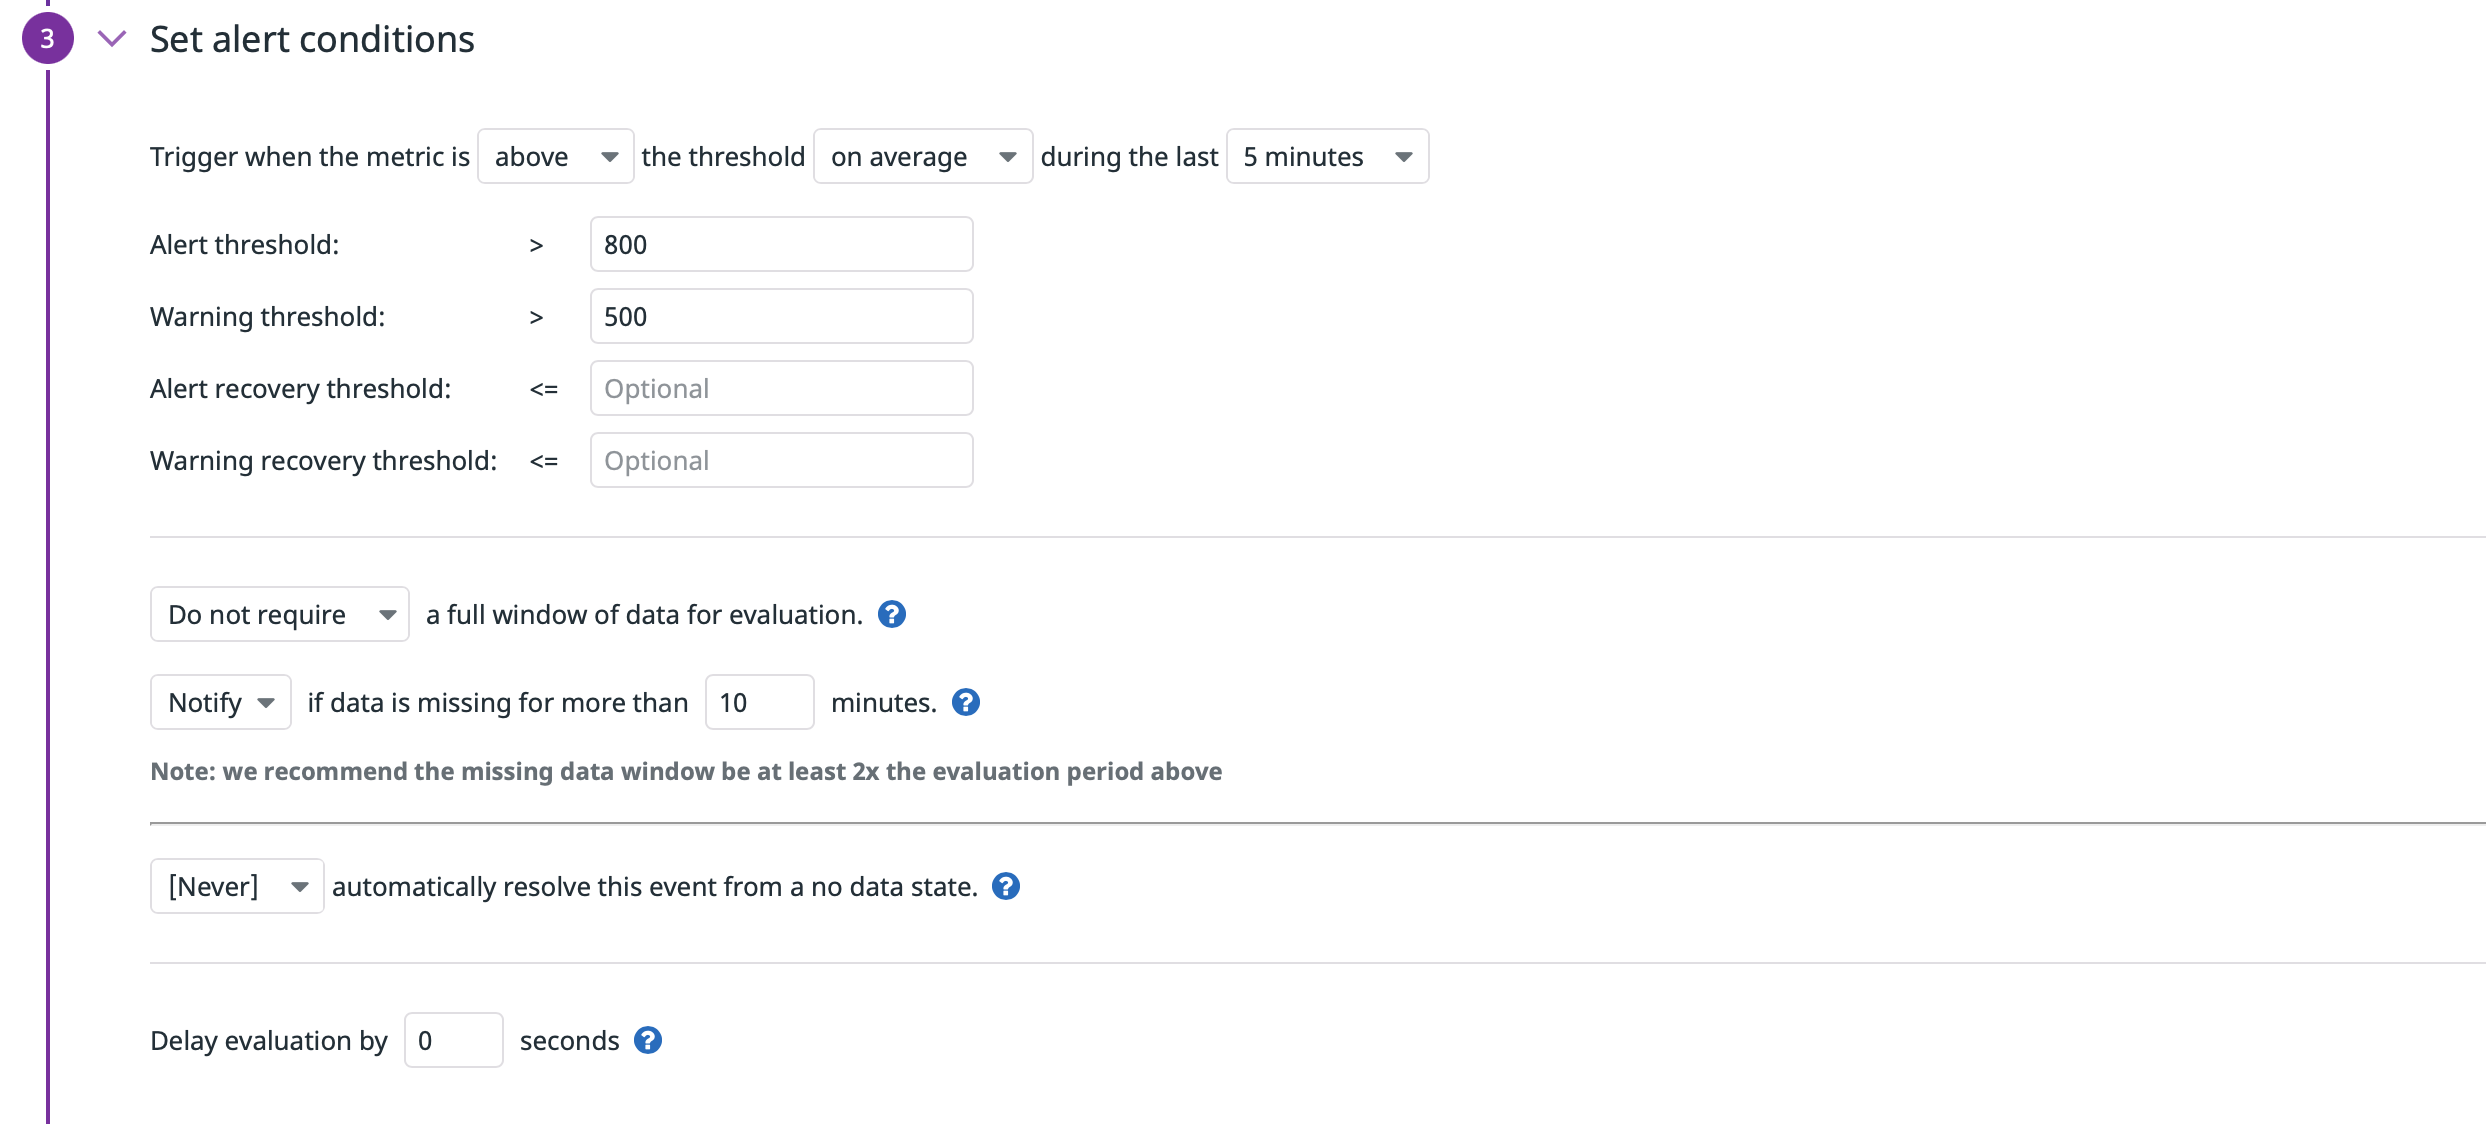 3 Set alert conditions
Trigger when the metric is above the threshold on average during the last 5 minutes
Alert threshold: > 800
Warning threshold: > 500
Alert recovery threshold: <= Optional
Warning recovery threshold: <= Optional
Do not require a full window of data for evaluation. ?
Notify if data is missing for more than 10 minutes. ?
Note: we recommend the missing data window be at least 2x the evaluation period above
[Never] automatically resolve this event from a no data state. ?
Delay evaluation by 0 seconds ?